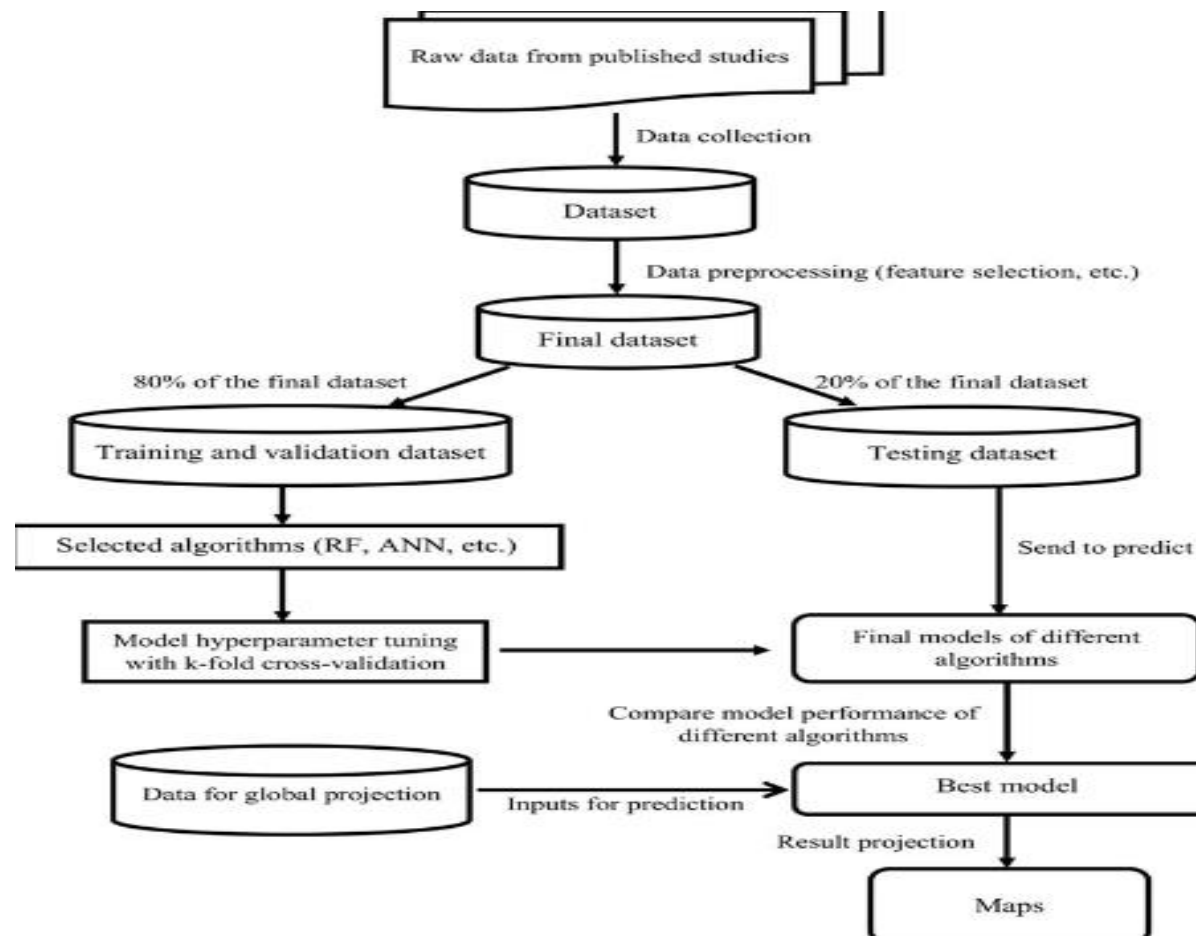 Raw data from published studies
Data collection
Dataset
Data preprocessing (feature selection, etc.)
Final dataset
80% of the final dataset
20% of the final dataset
Training and validation dataset
Testing dataset
Selected algorithms (RF, ANN, etc.)
Send to predict
Model hyperparameter tuning
with k-fold cross-validation
Final models of different
algorithms
Compare model performance of
different algorithms
Data for global projection
Inputs for prediction
Best model
Result projection
Maps